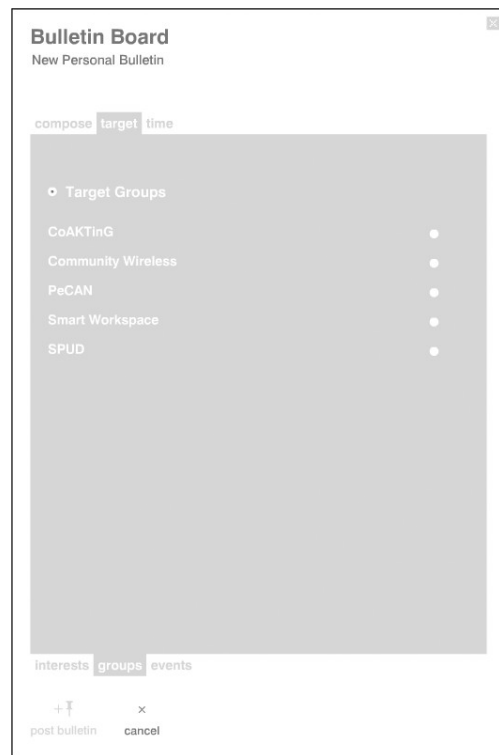 Bulletin Board
New Personal Bulletin
compose target time
Target Groups
CoAKTinG
Community Wireless
PeCAN
Smart Workspace
SPUD
interests groups events
post bulletin cancel